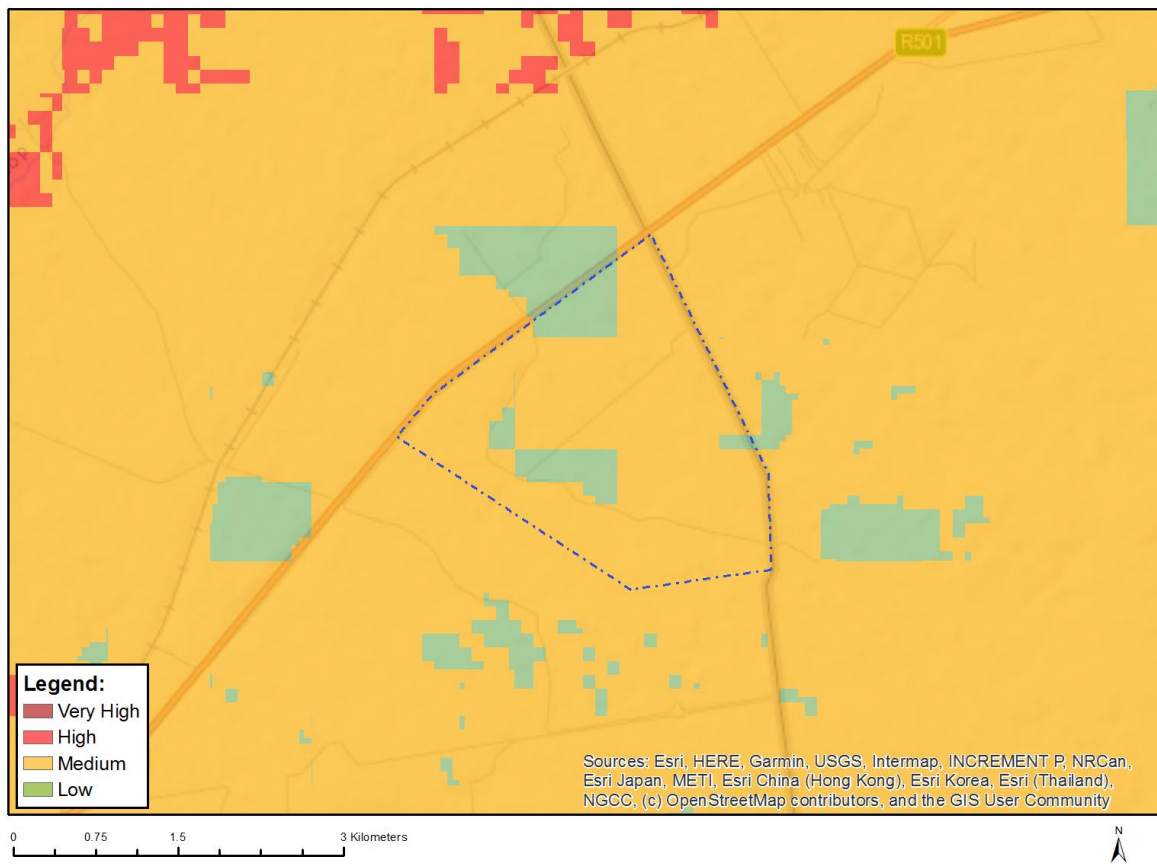 R501
Legend:
Very High
High
Medium
Low
Sources: Esri, HERE, Garmin, USGS, Intermap, INCREMENT P, NRCan,
Esri Japan, METI, Esri China (Hong Kong), Esri Korea, Esri (Thailand),
NGCC, (c) OpenStreetMap contributors, and the GIS User Community
0 0.75 1.5 3 Kilometers
N